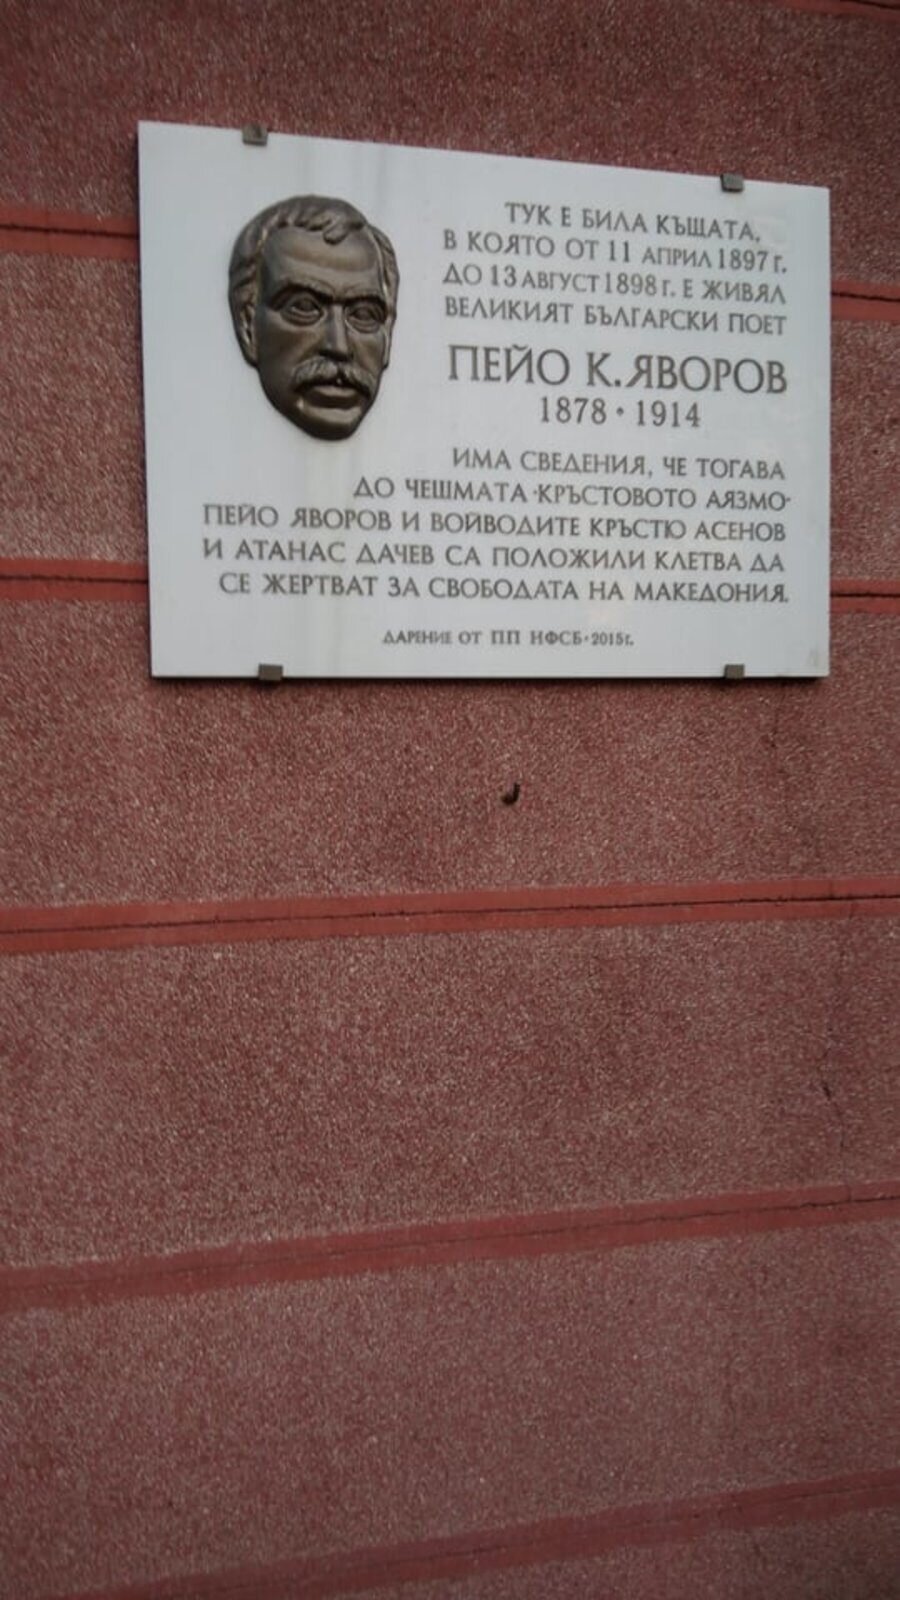 ТУК Е БИЛА КЪЩАТА,
В КОЯТО ОТ 11 АПРИЛ 1897 г.
ДО 13 АВГУСТ 1898 г. Е ЖИВЯЛ
ВЕЛИКИЯТ БЪЛГАРСКИ ПОЕТ
ПЕЙО К. ЯВОРОВ
1878 • 1914
ИМА СВЕДЕНИЯ, ЧЕ ТОГАВА
ДО ЧЕШМАТА •КРЪСТОВОТО АЯЗМО•
ПЕЙО ЯВОРОВ И ВОЙВОДИТЕ КРЪСТЮ АСЕНОВ
И АТАНАС ДАЧЕВ СА ПОЛОЖИЛИ КЛЕТВА ДА
СЕ ЖЕРТВАТ ЗА СВОБОДАТА НА МАКЕДОНИЯ.
ДАРЕНИЕ ОТ ПП НФСБ • 2015 г.